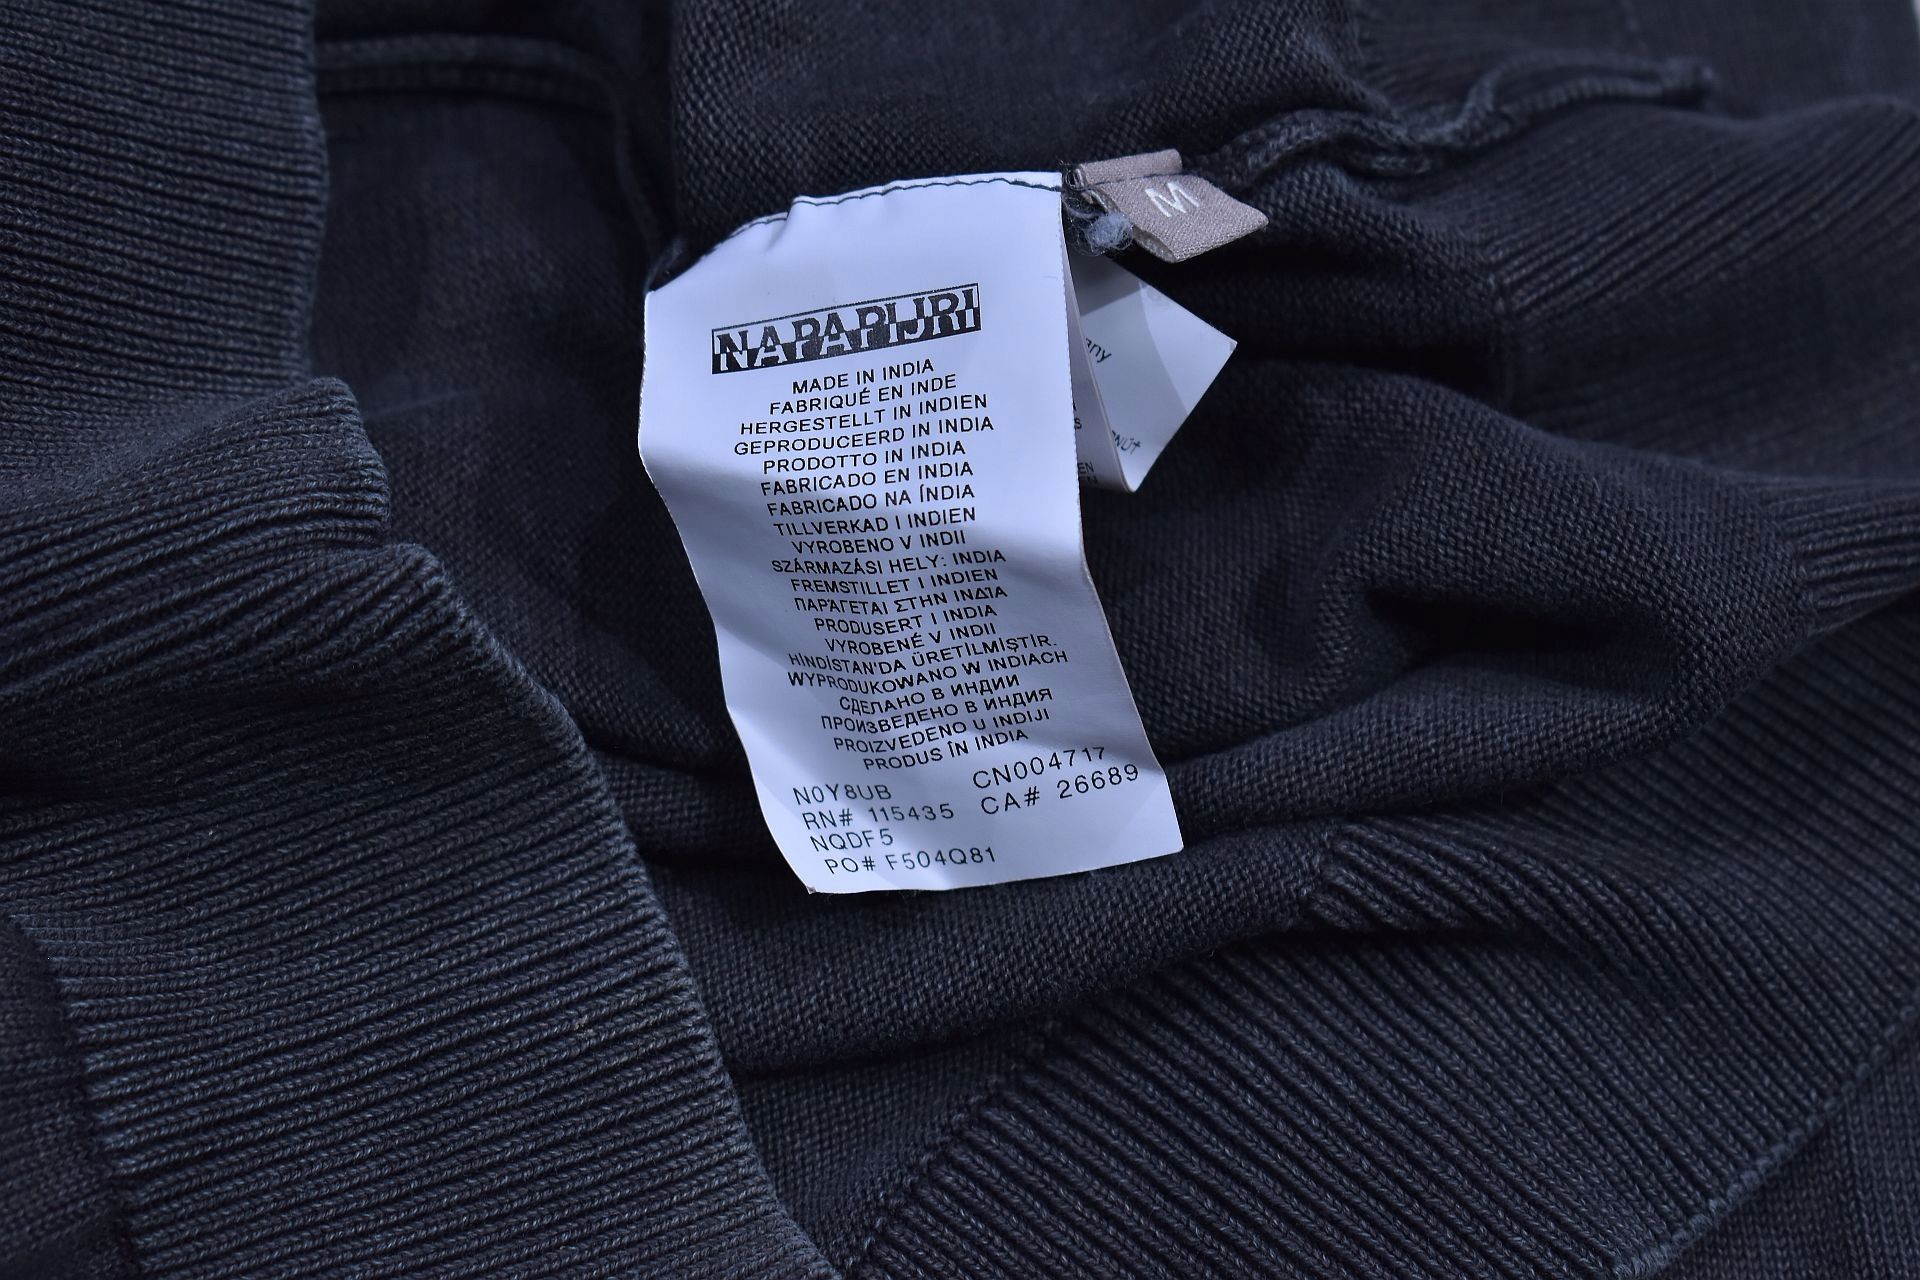 M
NAPAPIJRI
MADE IN INDIA
FABRIQUÉ EN INDE
HERGESTELLT IN INDIEN
GEPRODUCEERD IN INDIA
PRODOTTO IN INDIA
FABRICADO EN INDIA
FABRICADO NA ÍNDIA
TILLVERKAD I INDIEN
VYROBENO V INDII
SZÁRMAZÁSI HELY: INDIA
FREMSTILLET I INDIEN
ΠΑΡΑΓΕΤΑΙ ΣΤΗΝ ΙΝΔΊΑ
PRODUSERT I INDIA
VYROBENÉ V INDII
HİNDİSTAN'DA ÜRETİLMİŞTİR.
WYPRODUKOWANO W INDIACH
СДЕЛАНО В ИНДИИ
ПРОИЗВЕДЕНО В ИНДИЯ
PROIZVEDENO U INDIJI
PRODUS ÎN INDIA
N0Y8UB CN004717
RN# 115435 CA# 26689
NQDF5
PO# F504Q81